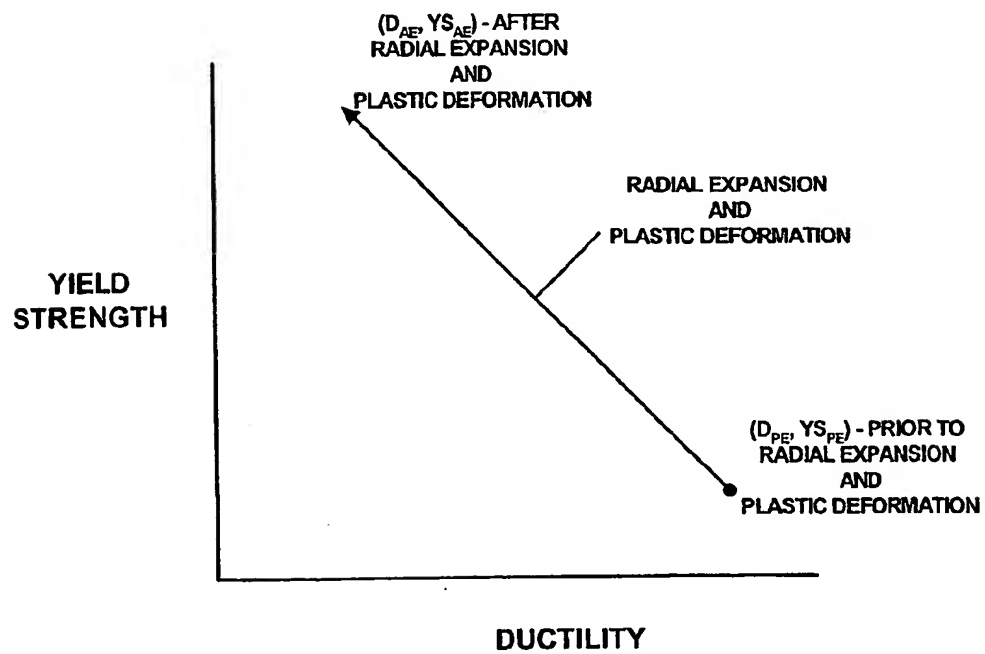 (D_AE, YS_AE) - AFTER
RADIAL EXPANSION
AND
PLASTIC DEFORMATION
RADIAL EXPANSION
AND
PLASTIC DEFORMATION
YIELD
STRENGTH
(D_PE, YS_PE) - PRIOR TO
RADIAL EXPANSION
AND
PLASTIC DEFORMATION
DUCTILITY